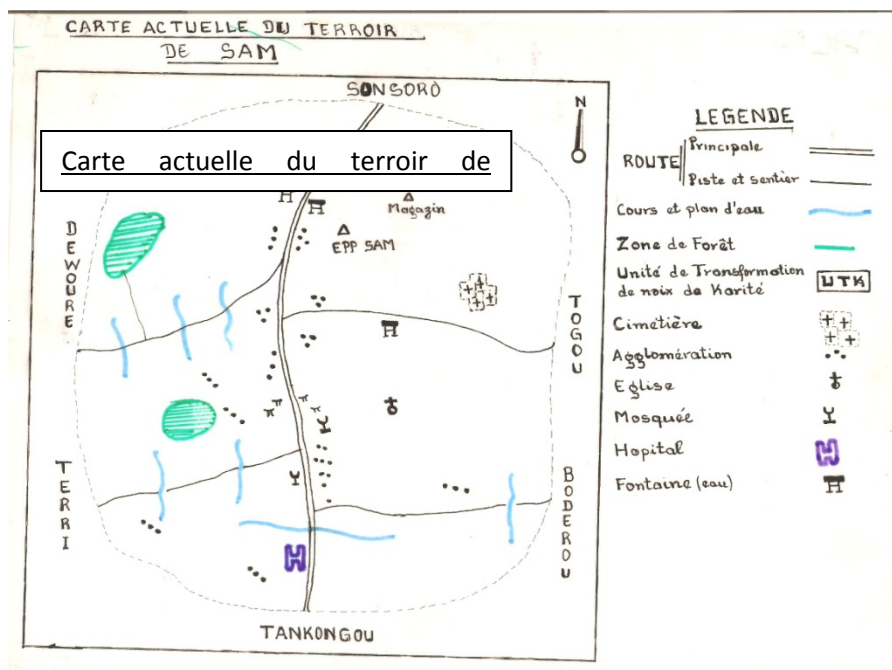 CARTE ACTUELLE DU TERROIR
DE SAM
SONSORO
N
Carte actuelle du terroir de
Magazin
EPP SAM
DEWOURE
TOGOU
TERRI
BODEROU
TANKONGOU
LEGENDE
ROUTE
Principale
Piste et sentier
Cours et plan d'eau
Zone de Forêt
Unité de Transformation
de noix de Karité
UTK
Cimetière
Agglomération
Eglise
Mosquée
Hopital
Fontaine (eau)